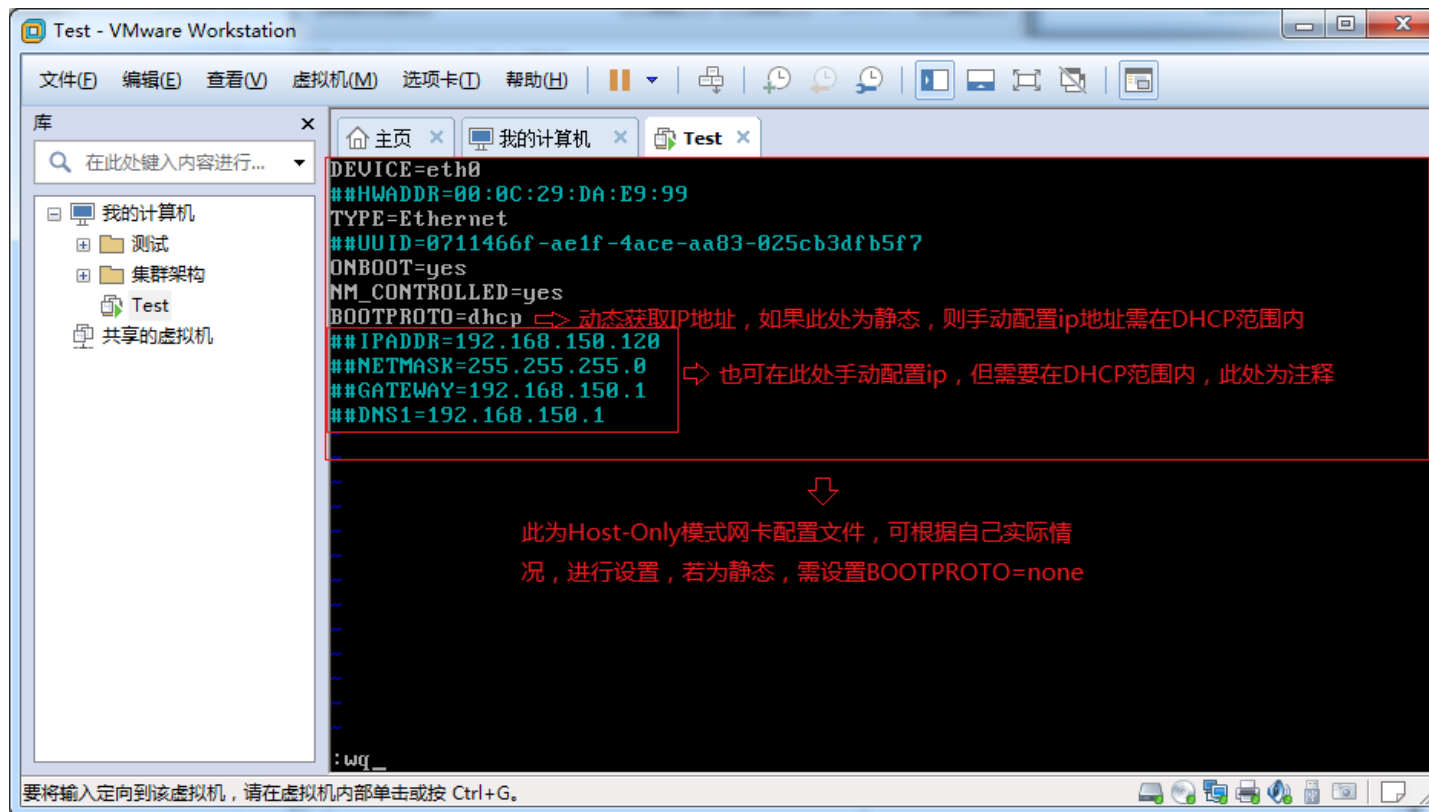 Test - VMware Workstation
文件(F) 编辑(E) 查看(V) 虚拟机(M) 选项卡(T) 帮助(H)
库
在此处键入内容进行...
我的计算机
测试
集群架构
Test
共享的虚拟机
主页 我的计算机 Test
DEVICE=eth0
##HWADDR=00:0C:29:DA:E9:99
TYPE=Ethernet
##UUID=0711466f-ae1f-4ace-aa83-025cb3dfb5f7
ONBOOT=yes
NM_CONTROLLED=yes
BOOTPROTO=dhcp 动态获取IP地址，如果此处为静态，则手动配置ip地址需在DHCP范围内
##IPADDR=192.168.150.120
##NETMASK=255.255.255.0
##GATEWAY=192.168.150.1
##DNS1=192.168.150.1
也可在此处手动配置ip，但需要在DHCP范围内，此处为注释
此为Host-Only模式网卡配置文件，可根据自己实际情
况，进行设置，若为静态，需设置BOOTPROTO=none
:wq_
要将输入定向到该虚拟机，请在虚拟机内部单击或按 Ctrl+G。